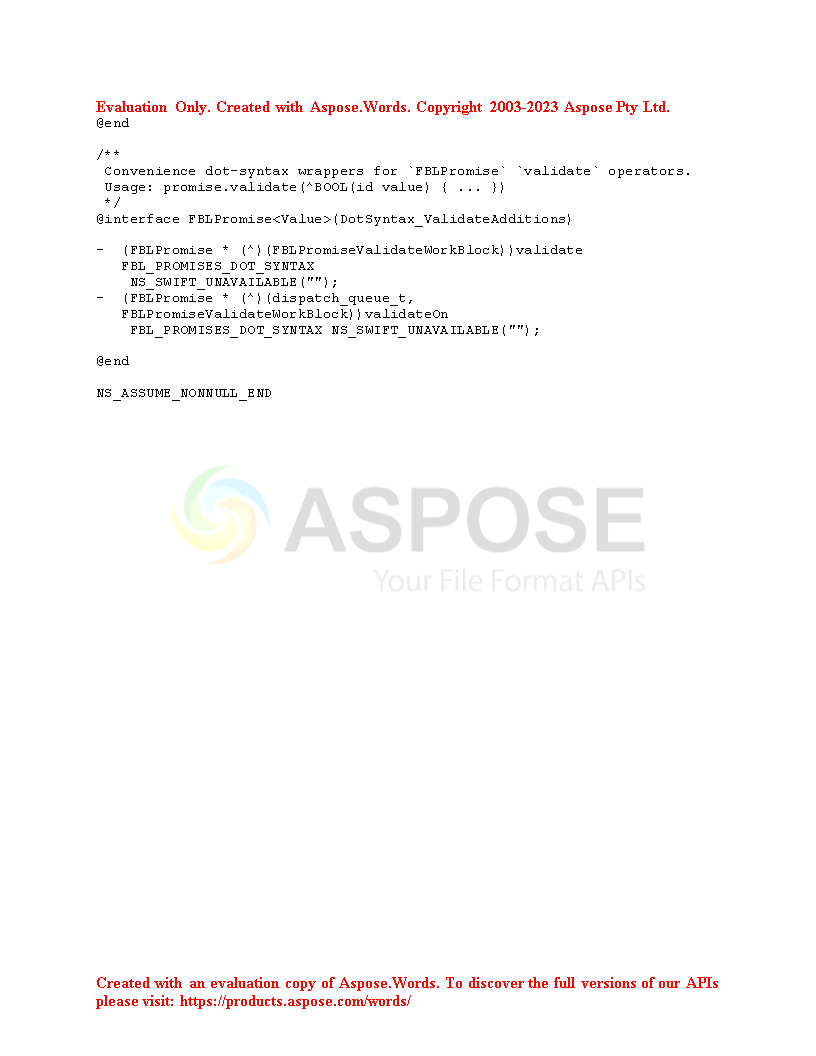 Evaluation Only. Created with Aspose.Words. Copyright 2003-2023 Aspose Pty Ltd.
@end
/**
Convenience dot-syntax wrappers for `FBLPromise` `validate` operators.
Usage: promise.validate(^BOOL(id value) { ... })
*/
@interface FBLPromise<Value>(DotSyntax_ValidateAdditions)
- (FBLPromise * (^)(FBLPromiseValidateWorkBlock))validate
FBL_PROMISES_DOT_SYNTAX
NS_SWIFT_UNAVAILABLE("");
- (FBLPromise * (^)(dispatch_queue_t,
FBLPromiseValidateWorkBlock))validateOn
FBL_PROMISES_DOT_SYNTAX NS_SWIFT_UNAVAILABLE("");
@end
NS_ASSUME_NONNULL_END
ASPOSE
Your File Format APIs
Created with an evaluation copy of Aspose.Words. To discover the full versions of our APIs
please visit: https://products.aspose.com/words/